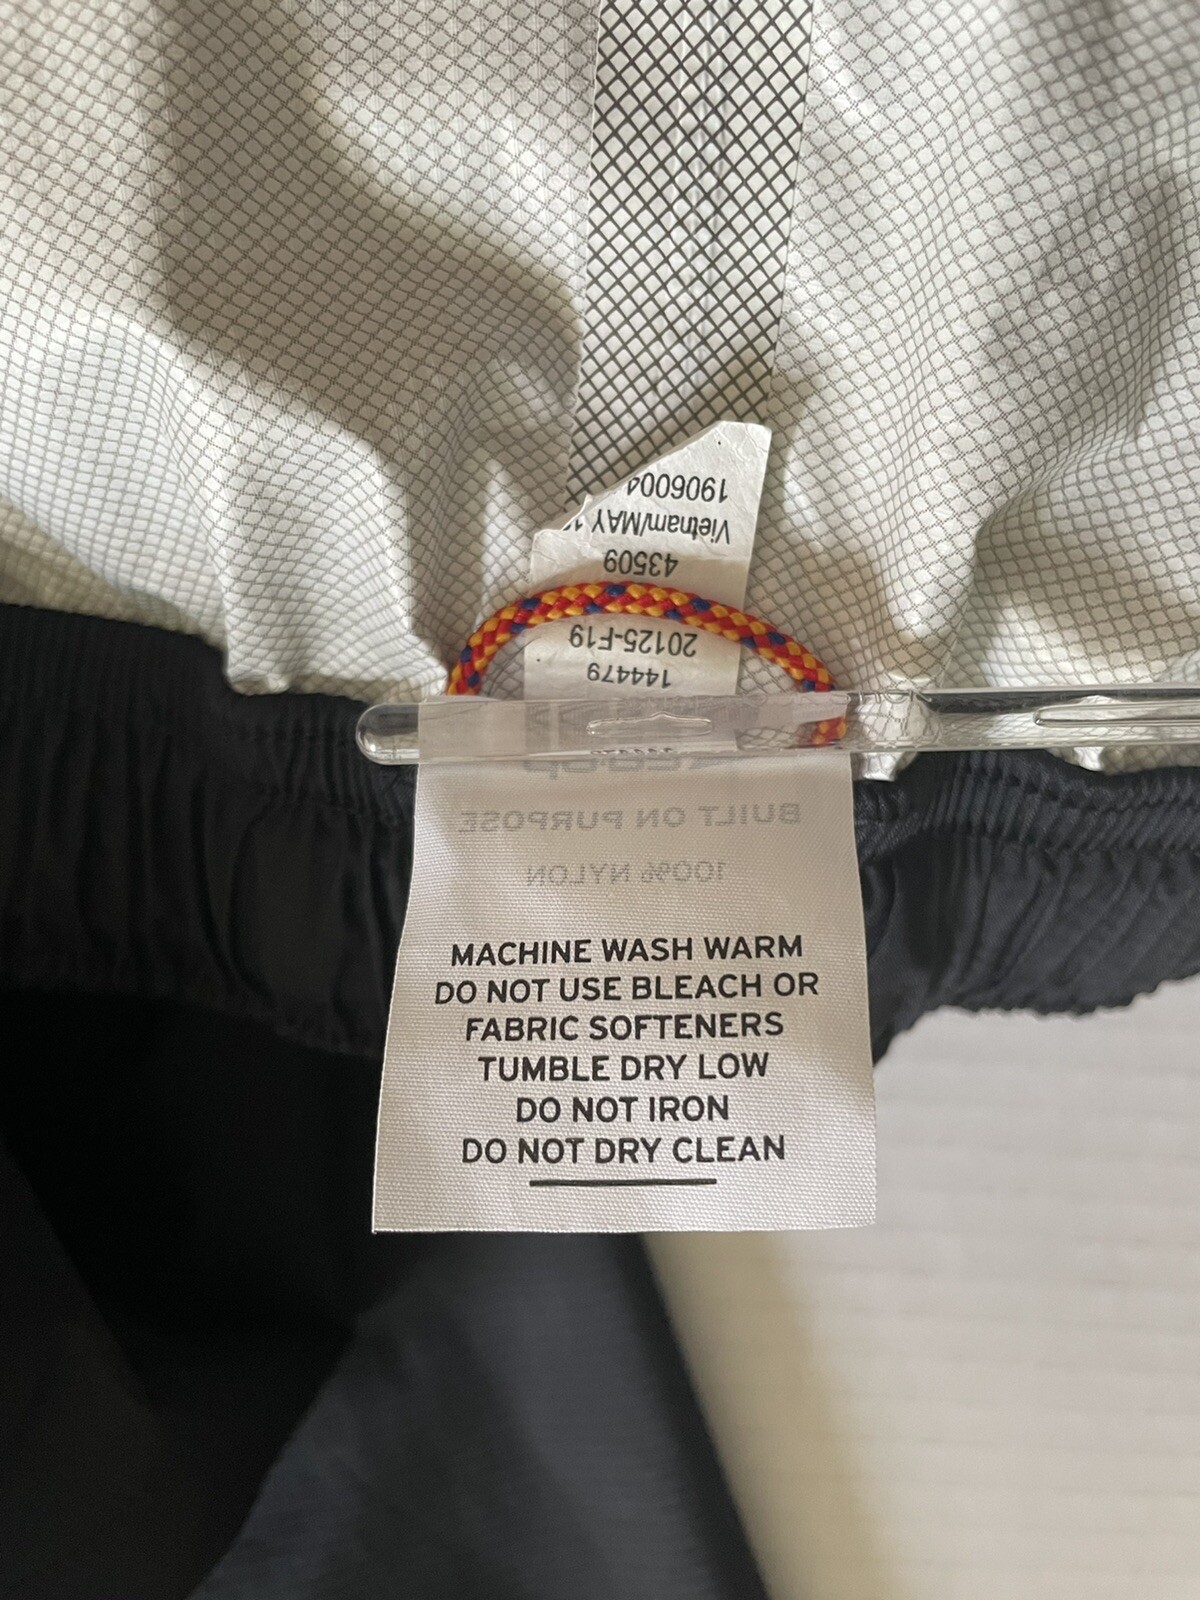 1906004
Vietnam/MAY
43509
20125-F19
144479
BUILT ON PURPOSE
100% NYLON
MACHINE WASH WARM
DO NOT USE BLEACH OR
FABRIC SOFTENERS
TUMBLE DRY LOW
DO NOT IRON
DO NOT DRY CLEAN